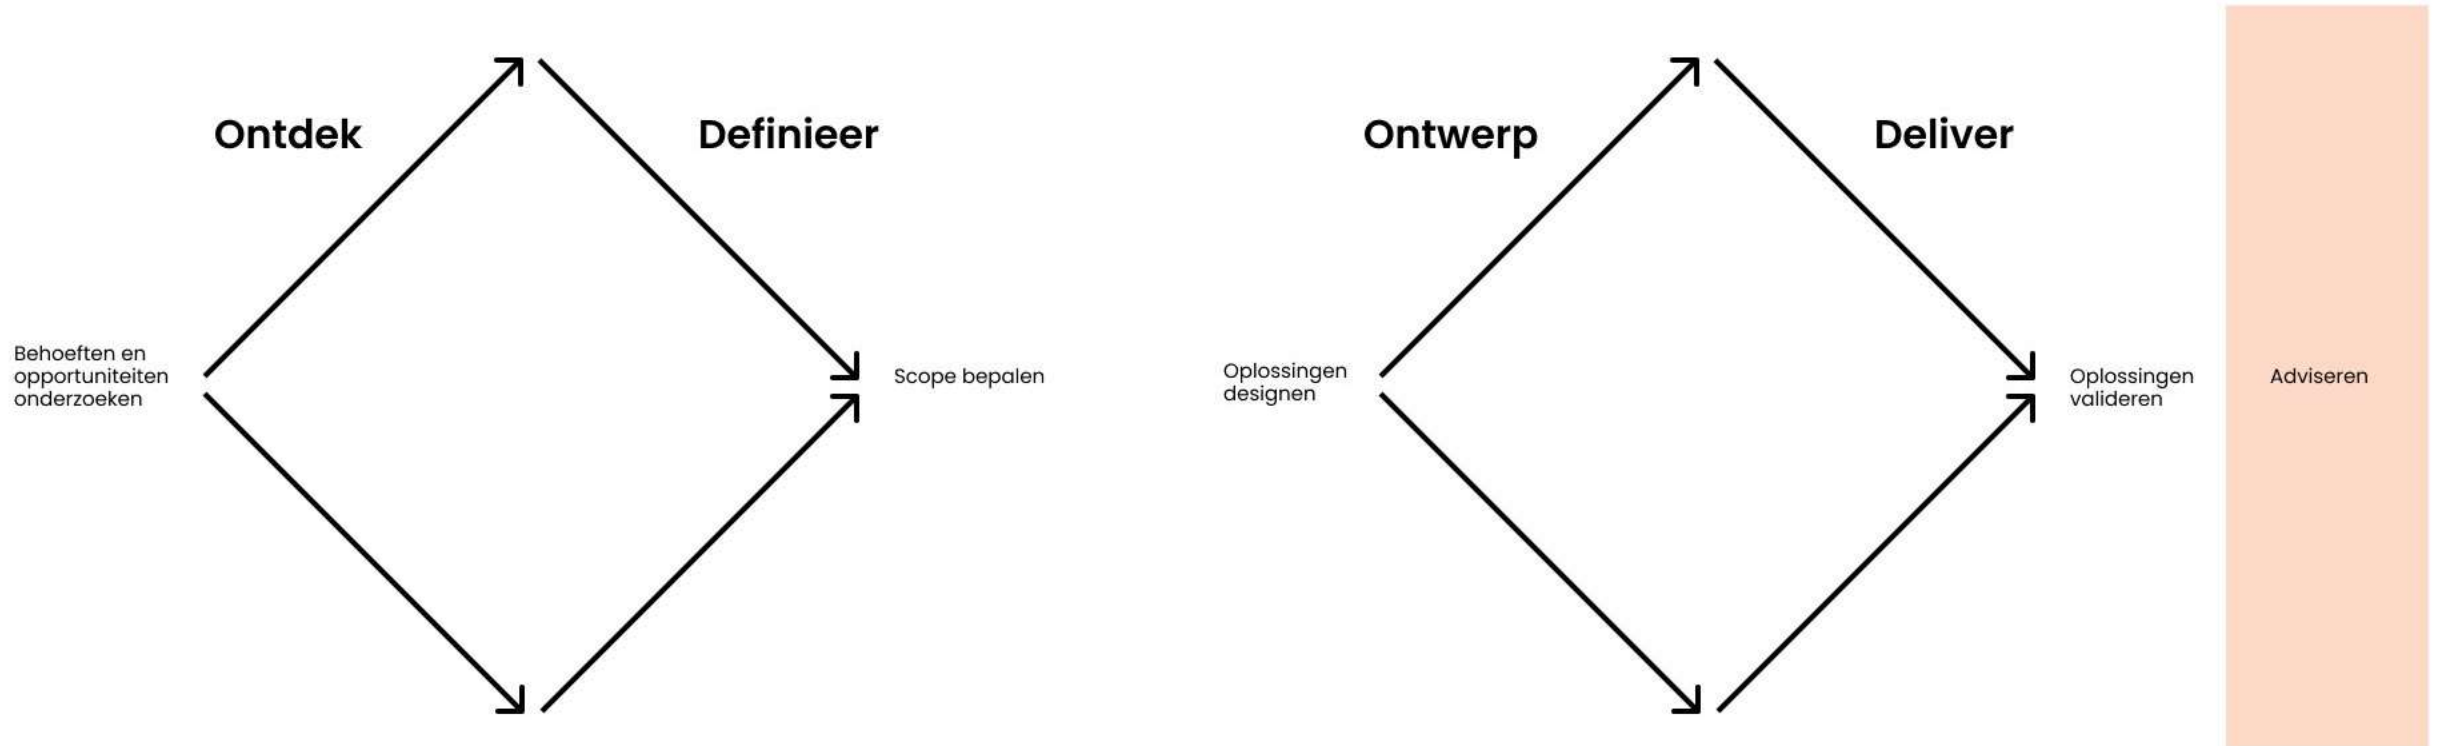 Ontdek
Definieer
Ontwerp
Deliver
Behoeften en
opportuniteiten
onderzoeken
Scope bepalen
Oplossingen
designen
Oplossingen
valideren
Adviseren